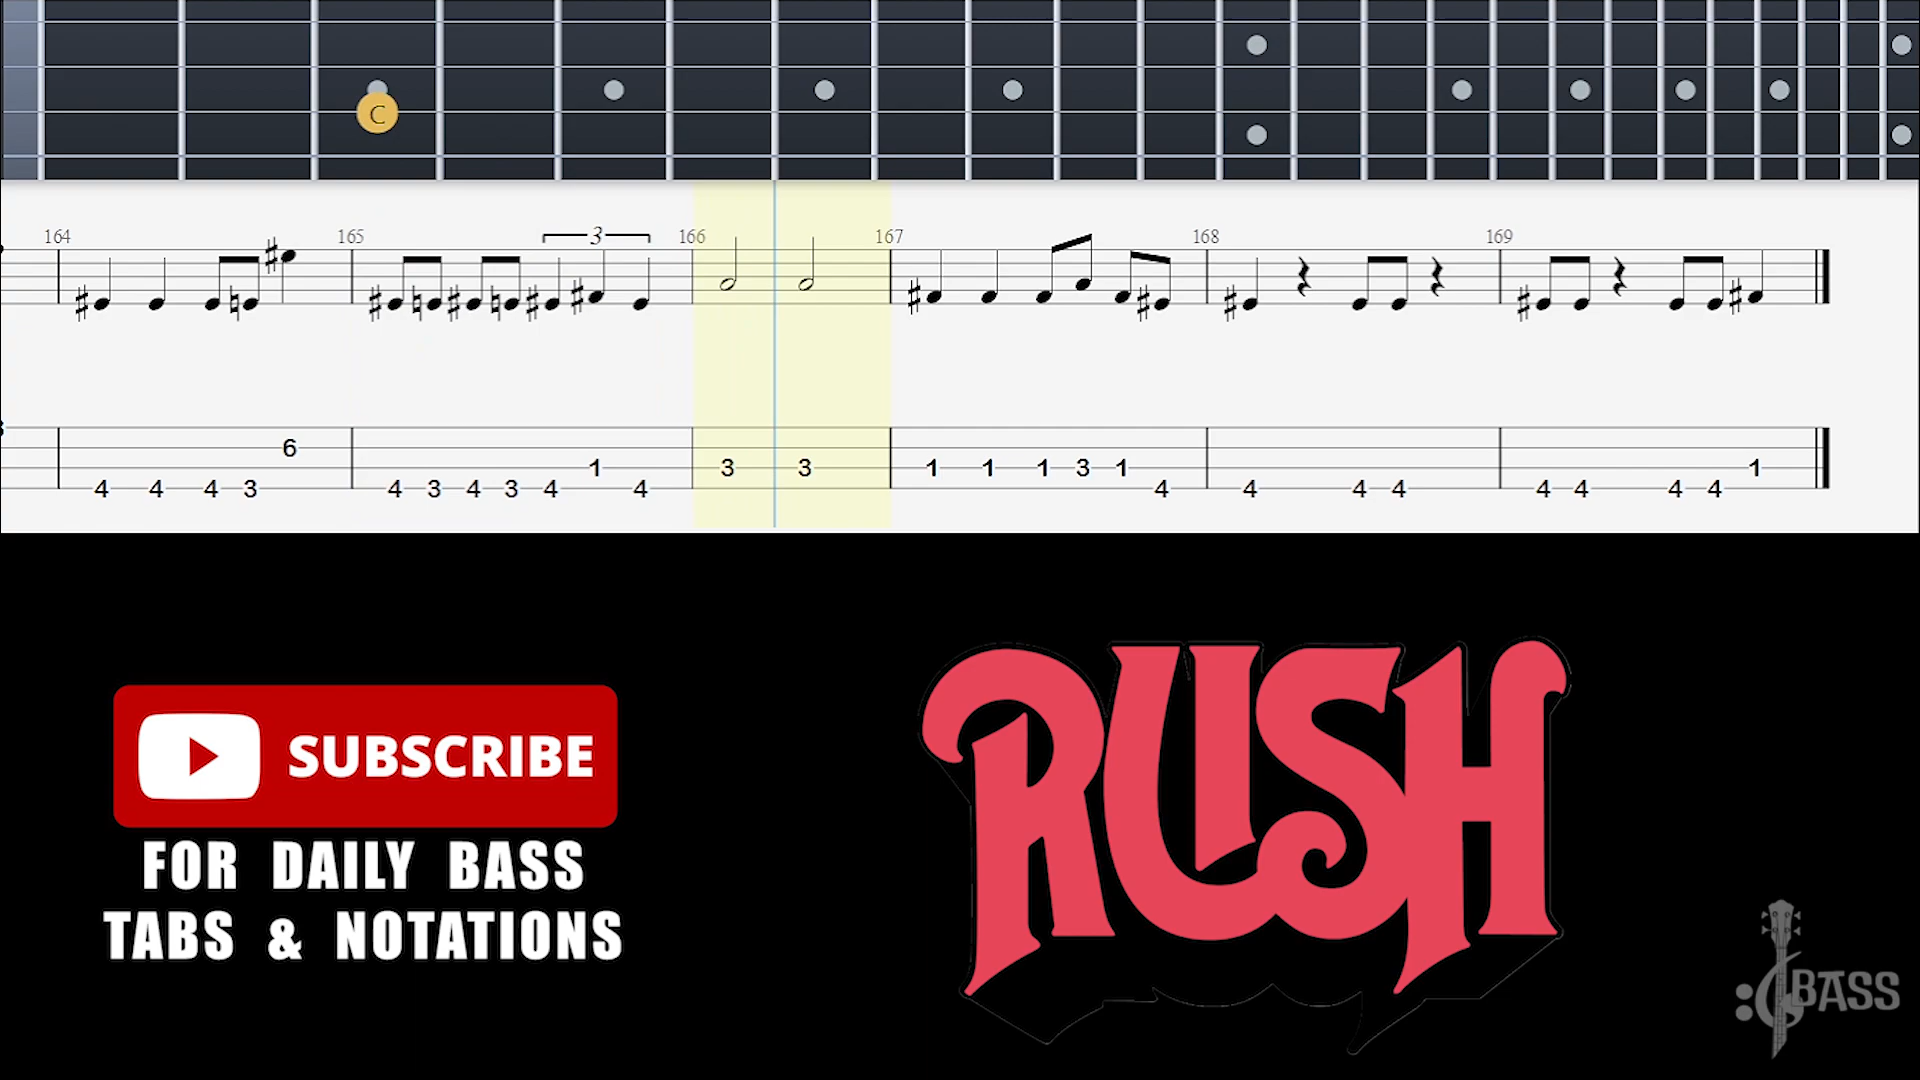 C
164 165 3 166 167 168 169
6
1 3 3 1 1 1 3 1 1
4 4 4 3 4 3 4 3 4 4 4 4 4 4 4 4 4 4
SUBSCRIBE
FOR DAILY BASS
TABS & NOTATIONS
RUSH
BASS